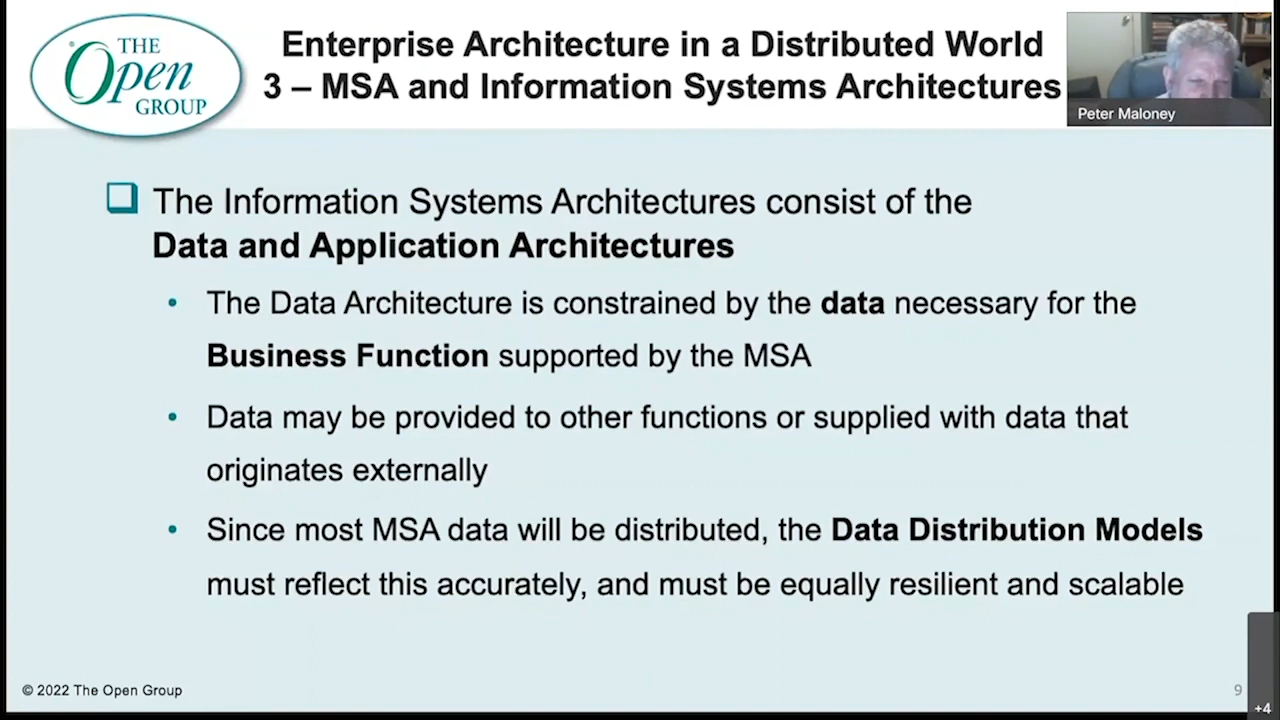 THE
Open
GROUP
Enterprise Architecture in a Distributed World
3 – MSA and Information Systems Architectures
Peter Maloney
The Information Systems Architectures consist of the
Data and Application Architectures
• The Data Architecture is constrained by the data necessary for the
Business Function supported by the MSA
• Data may be provided to other functions or supplied with data that
originates externally
• Since most MSA data will be distributed, the Data Distribution Models
must reflect this accurately, and must be equally resilient and scalable
© 2022 The Open Group
9
+4